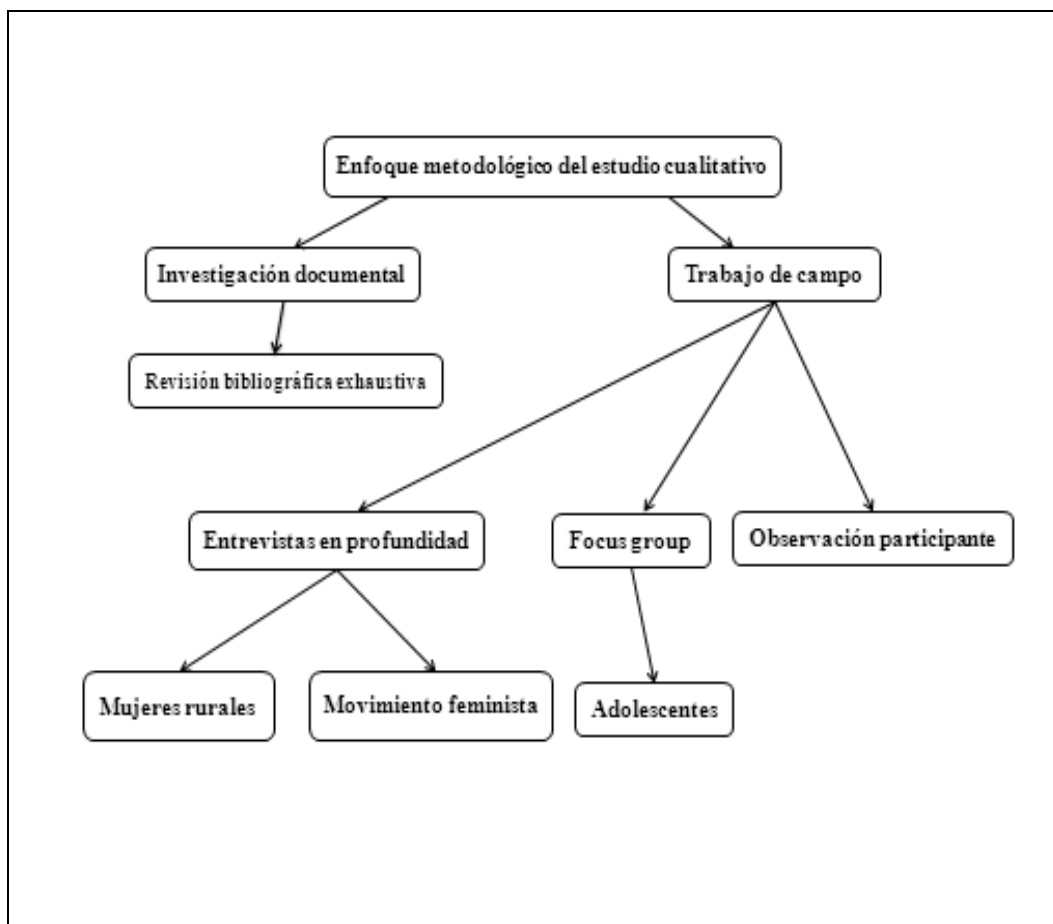 Enfoque metodológico del estudio cualitativo
Investigación documental
Trabajo de campo
Revisión bibliográfica exhaustiva
Entrevistas en profundidad
Focus group
Observación participante
Mujeres rurales
Movimiento feminista
Adolescentes